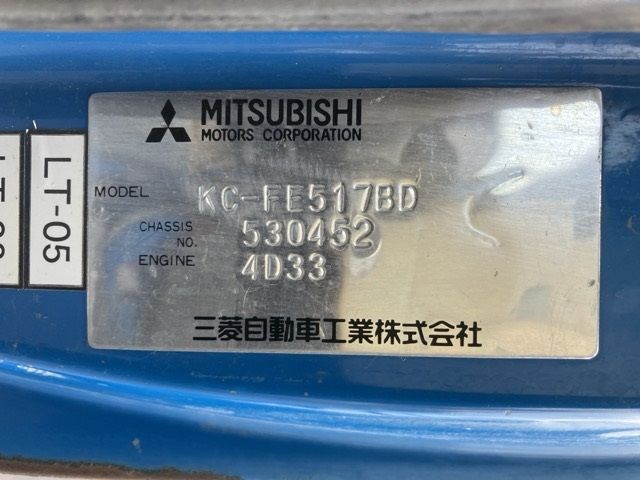 MITSUBISHI
MOTORS CORPORATION
MODEL KC-FE517BD
CHASSIS NO. 530452
ENGINE 4D33
三菱自動車工業株式会社
LT-05